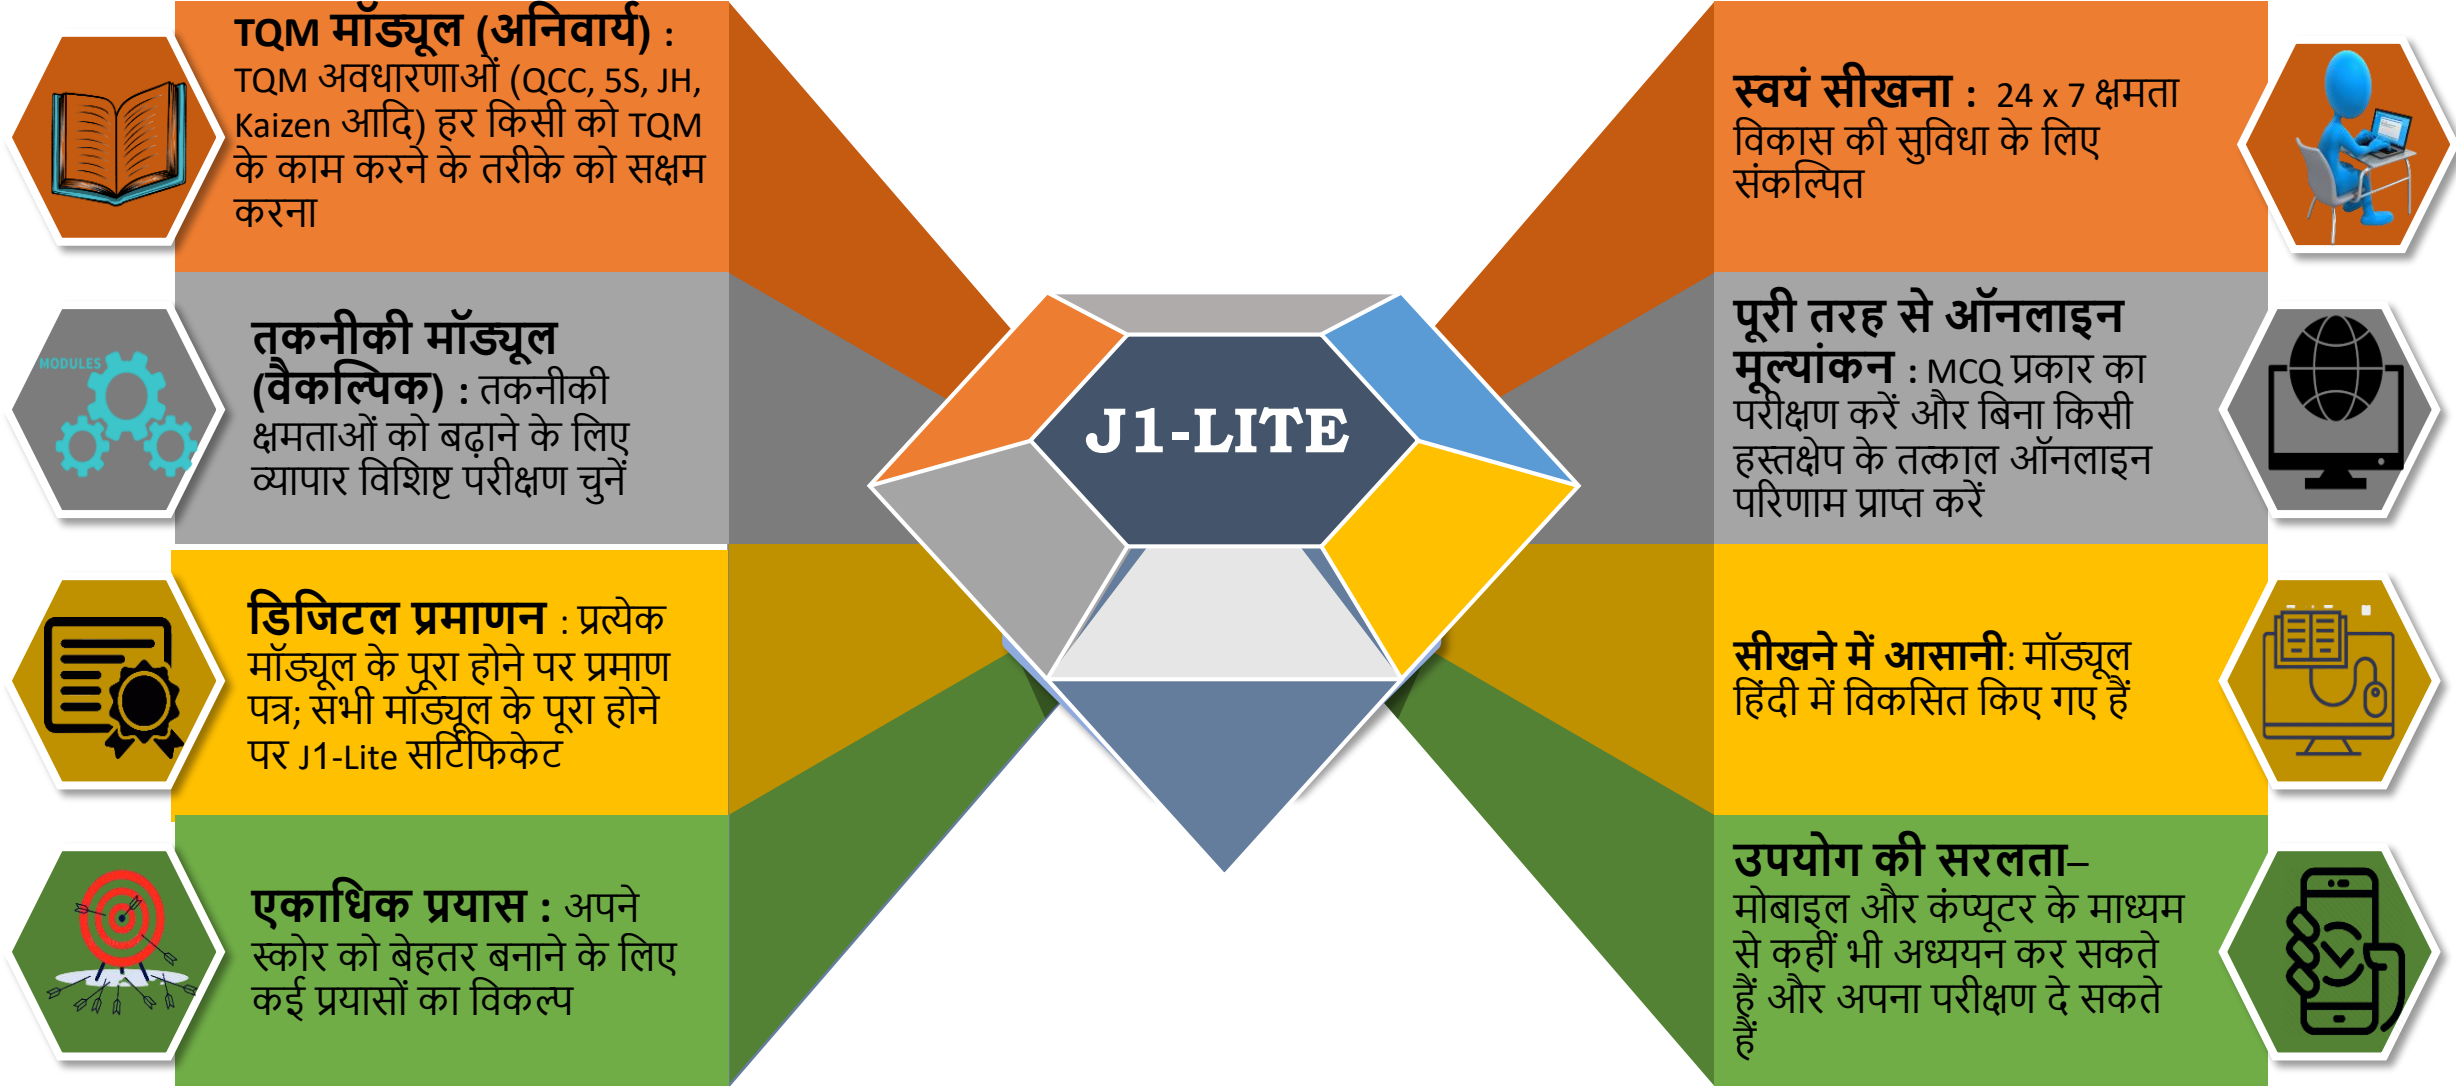 TQM मॉड्यूल (अनिवार्य) :
TQM अवधारणाओं (QCC, 5S, JH,
Kaizen आदि) हर किसी को TQM
के काम करने के तरीके को सक्षम
करना
MODULES
तकनीकी मॉड्यूल
(वैकल्पिक) : तकनीकी
क्षमताओं को बढ़ाने के लिए
व्यापार विशिष्ट परीक्षण चुनें
डिजिटल प्रमाणन : प्रत्येक
मॉड्यूल के पूरा होने पर प्रमाण
पत्र; सभी मॉड्यूल के पूरा होने
पर J1-Lite सर्टिफिकेट
एकाधिक प्रयास : अपने
स्कोर को बेहतर बनाने के लिए
कई प्रयासों का विकल्प
J1-LITE
स्वयं सीखना : 24 x 7 क्षमता
विकास की सुविधा के लिए
संकल्पित
पूरी तरह से ऑनलाइन
मूल्यांकन : MCQ प्रकार का
परीक्षण करें और बिना किसी
हस्तक्षेप के तत्काल ऑनलाइन
परिणाम प्राप्त करें
सीखने में आसानी: मॉड्यूल
हिंदी में विकसित किए गए हैं
उपयोग की सरलता–
मोबाइल और कंप्यूटर के माध्यम
से कहीं भी अध्ययन कर सकते
हैं और अपना परीक्षण दे सकते
हैं